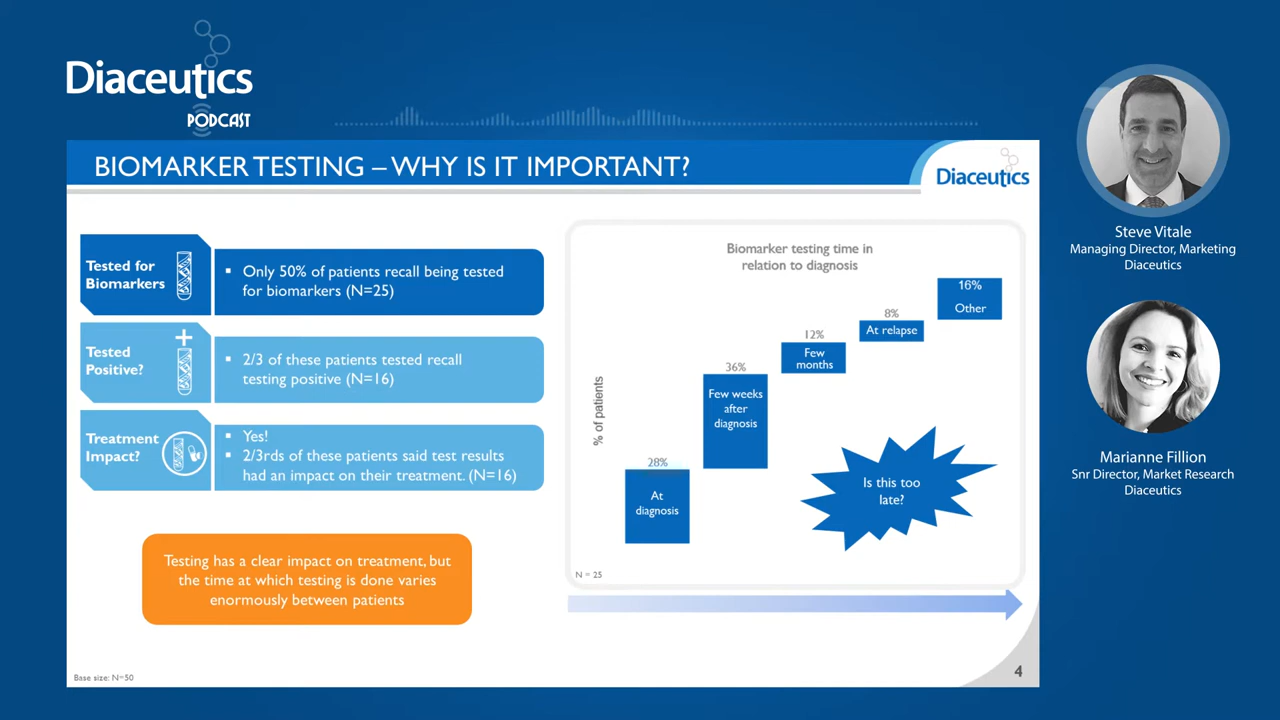 Diaceutics
PODCAST
BIOMARKER TESTING – WHY IS IT IMPORTANT?
Diaceutics
Tested for
Biomarkers
▪ Only 50% of patients recall being tested
for biomarkers (N=25)
Tested
Positive?
▪ 2/3 of these patients tested recall
testing positive (N=16)
Treatment
Impact?
▪ Yes!
▪ 2/3rds of these patients said test results
had an impact on their treatment. (N=16)
Testing has a clear impact on treatment, but
the time at which testing is done varies
enormously between patients
Base size: N=50
Biomarker testing time in
relation to diagnosis
% of patients
28%
At
diagnosis
36%
Few weeks
after
diagnosis
12%
Few
months
8%
At relapse
16%
Other
Is this too
late?
N = 25
4
Steve Vitale
Managing Director, Marketing
Diaceutics
Marianne Fillion
Snr Director, Market Research
Diaceutics